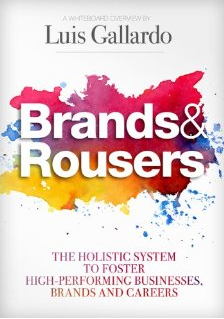 A WHITEBOARD OVERVIEW BY
Luis Gallardo
Brands&
Rousers
THE HOLISTIC SYSTEM
TO FOSTER
HIGH-PERFORMING BUSINESSES,
BRANDS AND CAREERS